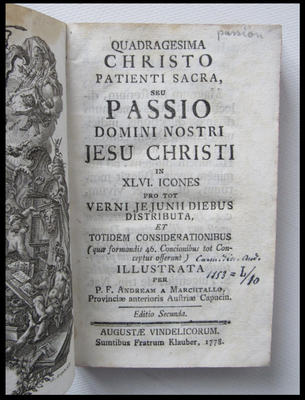 passion
QUADRAGESIMA
CHRISTO
PATIENTI SACRA,
SEU
PASSIO
DOMINI NOSTRI
JESU CHRISTI
IN
XLVI. ICONES
PRO TOT
VERNI JEJUNII DIEBUS
DISTRIBUTA,
ET
TOTIDEM CONSIDERATIONIBUS
(quæ formandis 46. Concionibus tot Con-
ceptus offerunt)
ILLUSTRATA
PER
P. F. ANDREAM A MARCHTALLO,
Provinciæ anterioris Austriæ Capucin.
Editio Secunda.
AUGUSTÆ VINDELICORUM.
Sumtibus Fratrum Klauber, 1778.